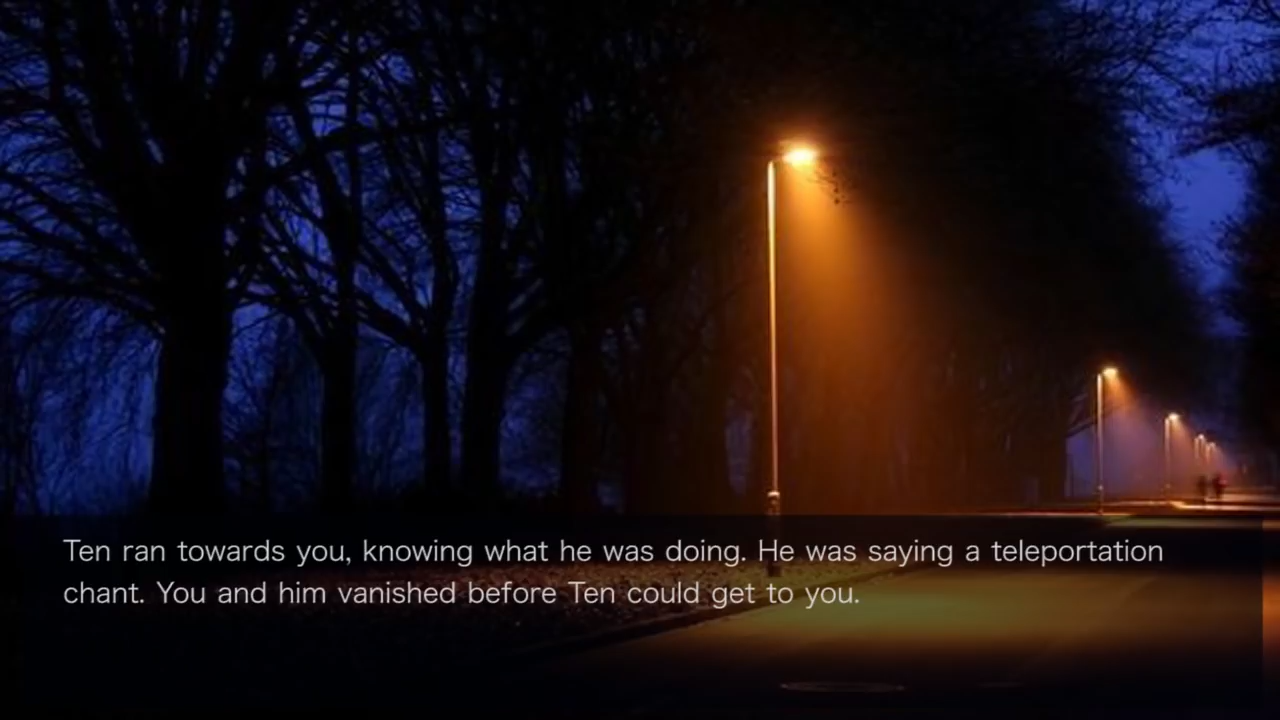 Ten ran towards you, knowing what he was doing. He was saying a teleportation
chant. You and him vanished before Ten could get to you.